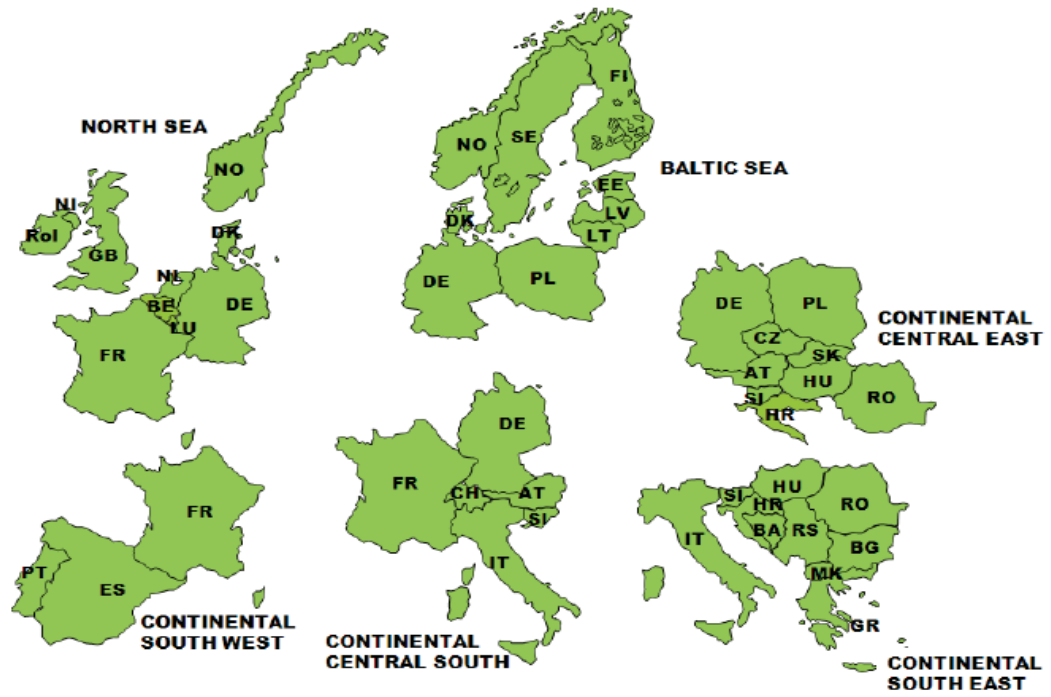 NORTH SEA
NO
NI
RoI
GB
DK
NL
BE
DE
LU
FR
FI
NO
SE
BALTIC SEA
EE
LV
DK
LT
DE
PL
DE
PL
CONTINENTAL
CENTRAL EAST
CZ
SK
AT
HU
SI
RO
HR
FR
PT
ES
CONTINENTAL
SOUTH WEST
DE
FR
CH
AT
SI
IT
CONTINENTAL
CENTRAL SOUTH
HU
SI
HR
RO
BA
RS
IT
BG
MK
GR
CONTINENTAL
SOUTH EAST